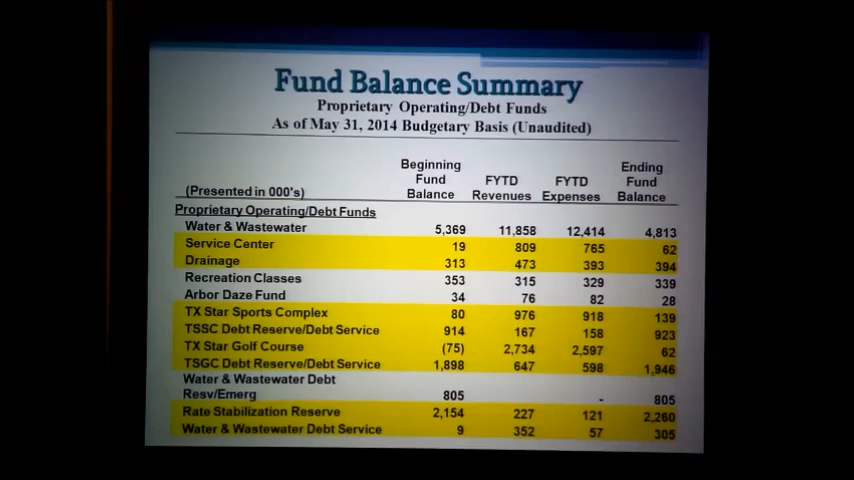 Fund Balance Summary
Proprietary Operating/Debt Funds
As of May 31, 2014 Budgetary Basis (Unaudited)
(Presented in 000's) Beginning Fund Balance FYTD Revenues FYTD Expenses Ending Fund Balance
Proprietary Operating/Debt Funds
Water & Wastewater 5,369 11,858 12,414 4,813
Service Center 19 809 765 62
Drainage 313 473 393 394
Recreation Classes 353 315 329 339
Arbor Daze Fund 34 76 82 28
TX Star Sports Complex 80 976 918 139
TSSC Debt Reserve/Debt Service 914 167 158 923
TX Star Golf Course (75) 2,734 2,597 62
TSGC Debt Reserve/Debt Service 1,898 647 598 1,946
Water & Wastewater Debt
Resv/Emerg 805 - 805
Rate Stabilization Reserve 2,154 227 121 2,260
Water & Wastewater Debt Service 9 352 57 305